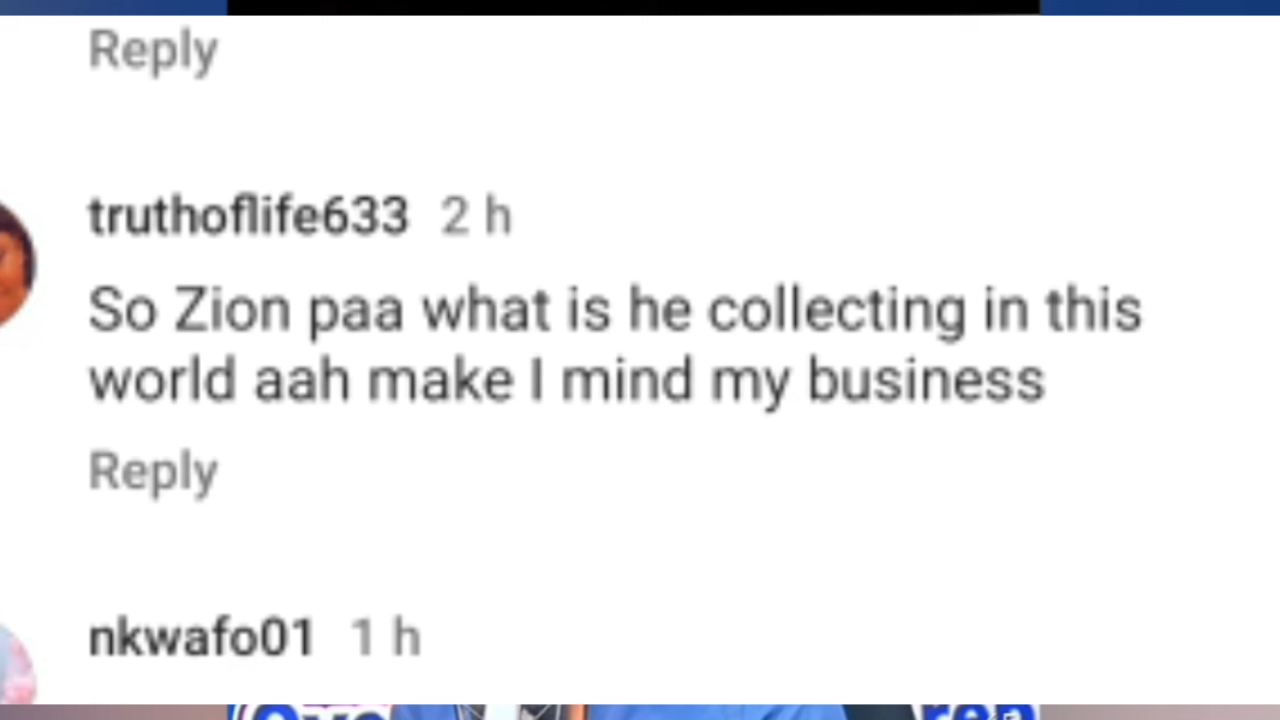 Reply
truthoflife633 2 h
So Zion paa what is he collecting in this
world aah make I mind my business
Reply
nkwafo01 1 h